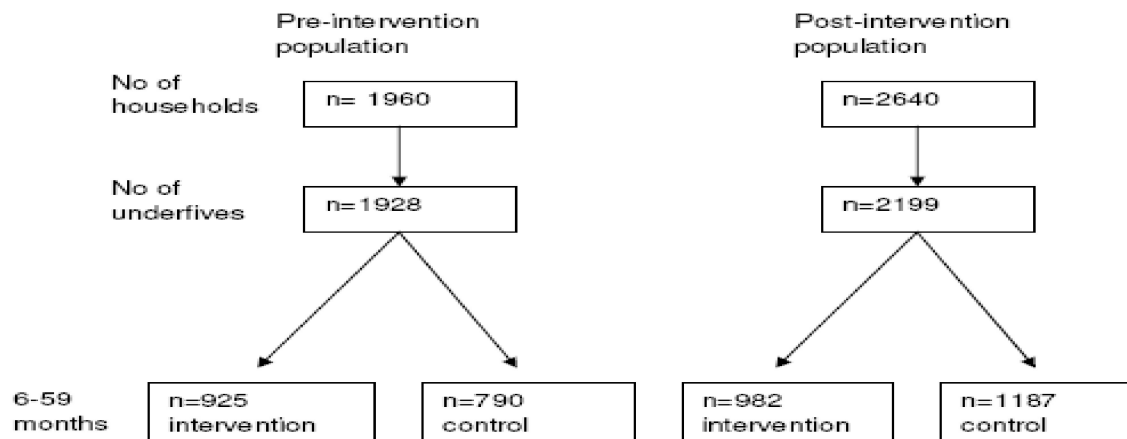 Pre-intervention
population
Post-intervention
population
No of
households
n= 1960
n=2640
No of
underfives
n=1928
n=2199
6-59
months
n=925
intervention
n=790
control
n=982
intervention
n=1187
control